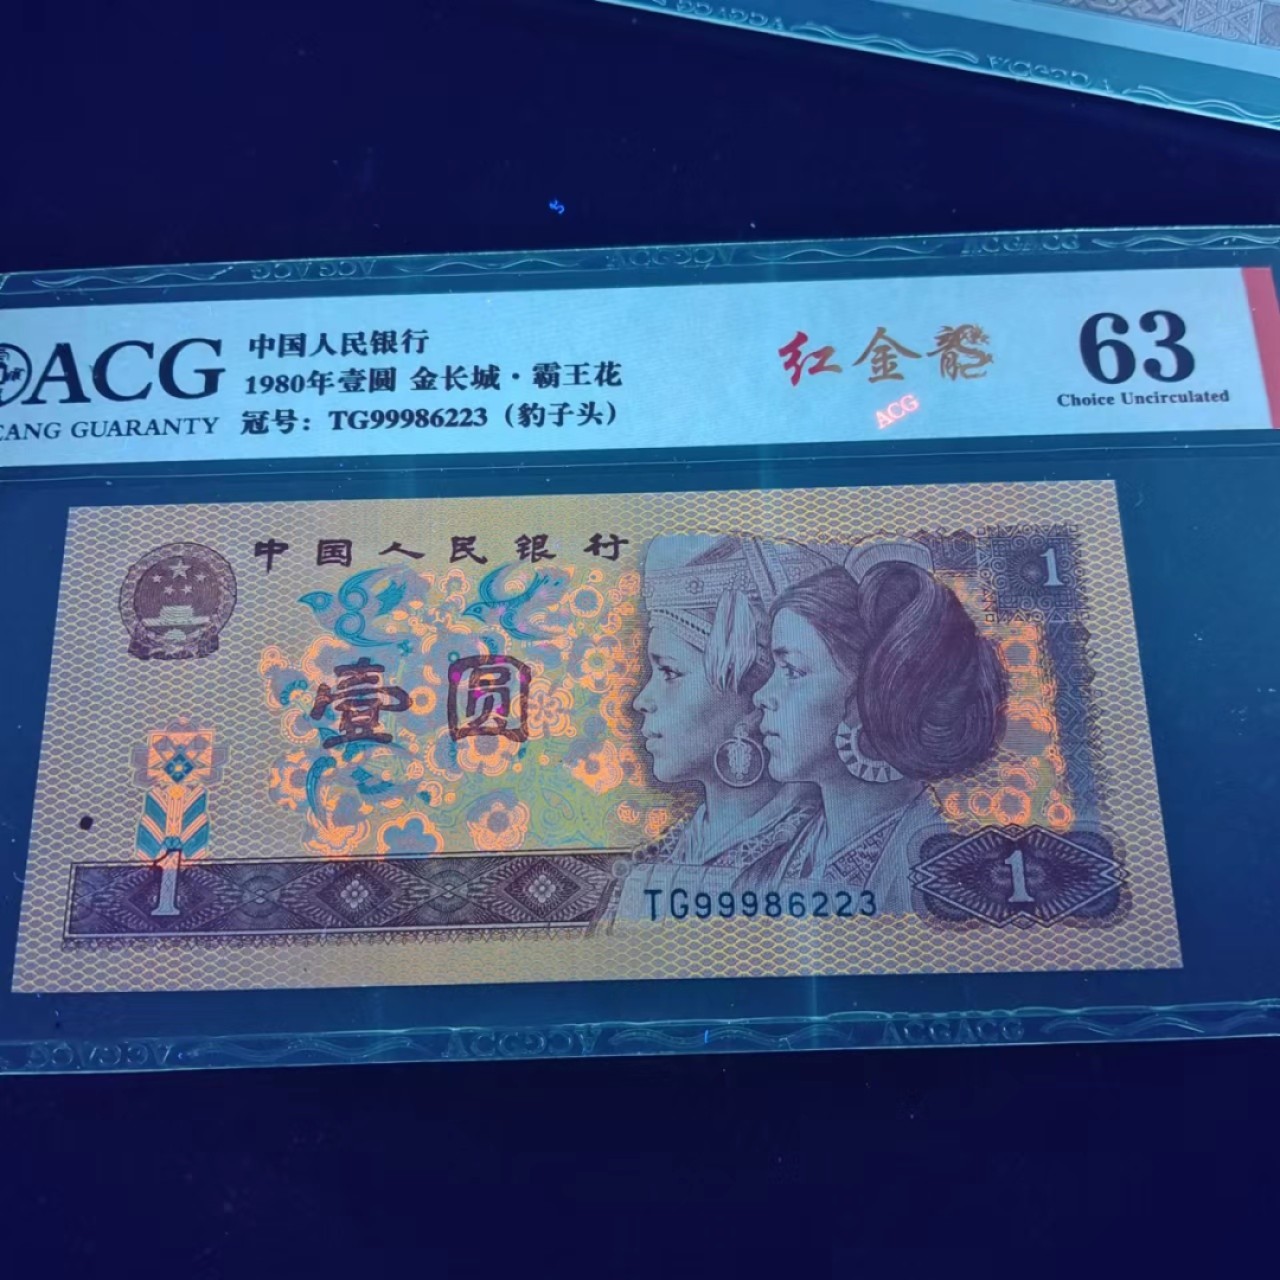 ACG
CANG GUARANTY
中国人民银行
1980年壹圆 金长城·霸王花
冠号：TG99986223（豹子头）
红金龍
ACG
63
Choice Uncirculated
中国人民银行
1
壹圆
1
TG99986223
1
ACGACG